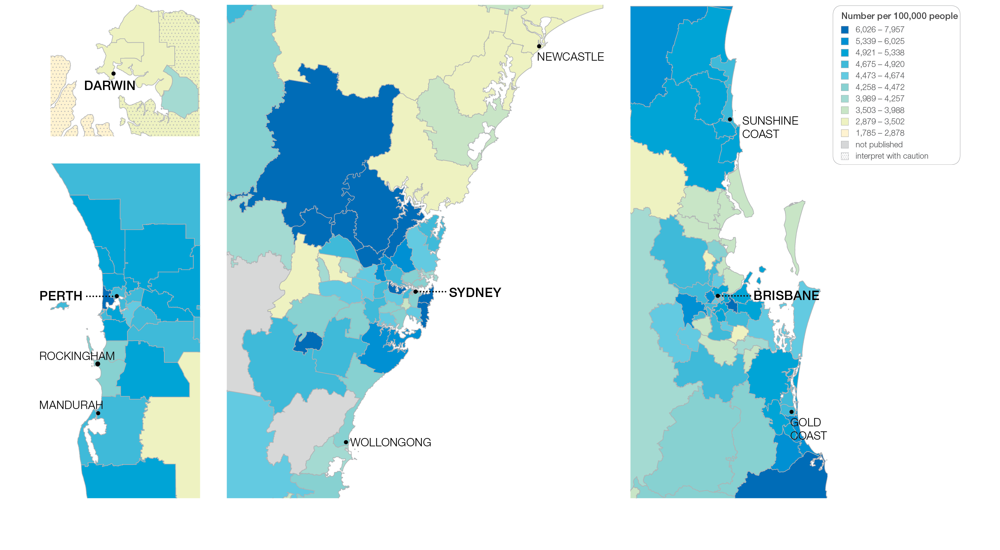 DARWIN
PERTH
ROCKINGHAM
MANDURAH
NEWCASTLE
SYDNEY
WOLLONGONG
SUNSHINE
COAST
BRISBANE
GOLD
COAST
Number per 100,000 people
6,026 – 7,957
5,339 – 6,025
4,921 – 5,338
4,675 – 4,920
4,473 – 4,674
4,258 – 4,472
3,989 – 4,257
3,503 – 3,988
2,879 – 3,502
1,785 – 2,878
not published
interpret with caution